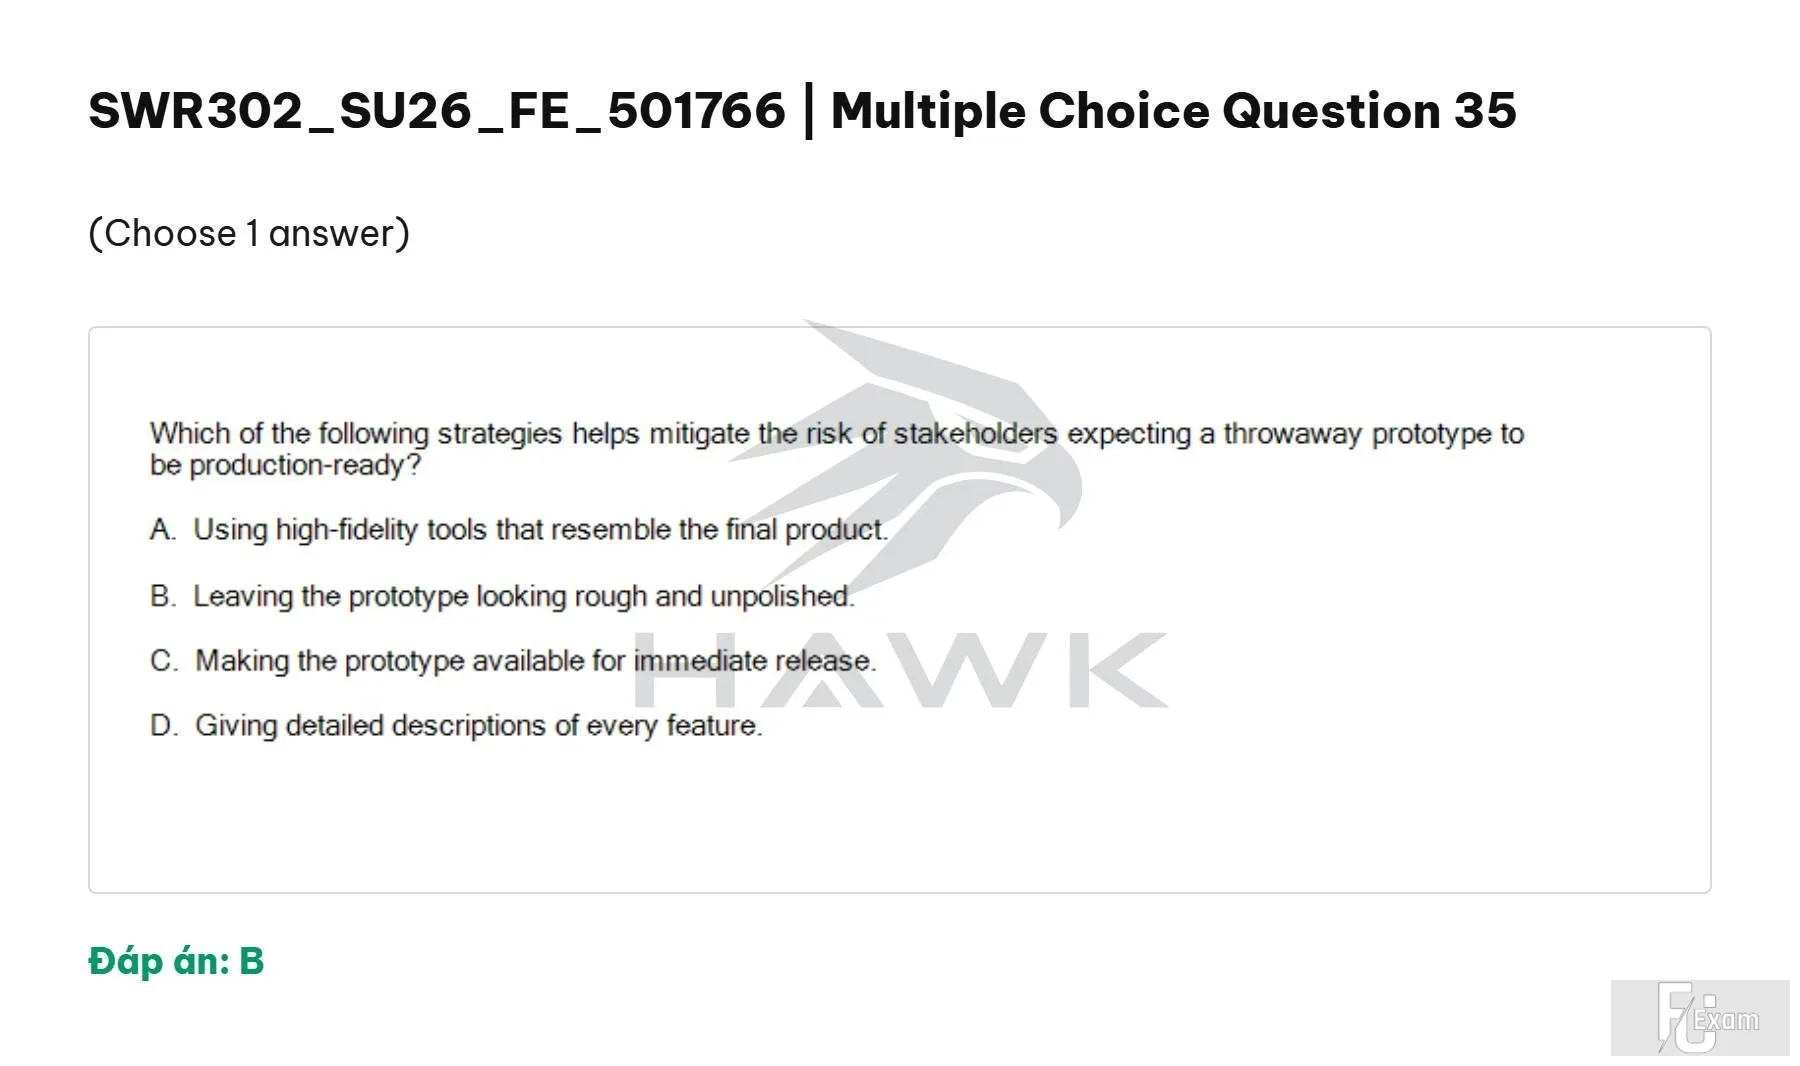 SWR302_SU26_FE_501766 | Multiple Choice Question 35
(Choose 1 answer)
Which of the following strategies helps mitigate the risk of stakeholders expecting a throwaway prototype to
be production-ready?
A. Using high-fidelity tools that resemble the final product.
B. Leaving the prototype looking rough and unpolished.
HAWK
C. Making the prototype available for immediate release.
D. Giving detailed descriptions of every feature.
Đáp án: B
FU Exam